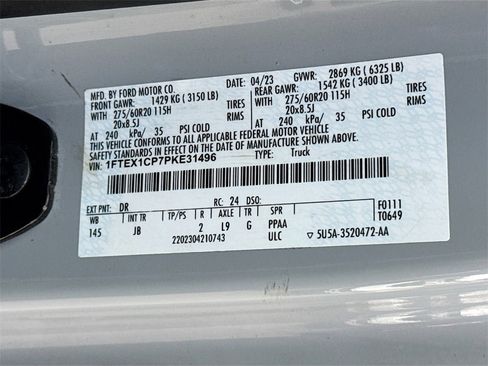 MFD. BY FORD MOTOR CO.
04/23 GVWR: 2869 KG ( 6325 LB)
FRONT GAWR: 1429 KG ( 3150 LB)
REAR GAWR: 1542 KG ( 3400 LB)
275/60R20 115H TIRES
275/60R20 115H TIRES
WITH 20x8.5J RIMS
WITH 20x8.5J RIMS
AT 240 kPa/ 35 PSI COLD
AT 240 kPa/ 35 PSI COLD
THIS VEHICLE CONFORMS TO ALL APPLICABLE FEDERAL MOTOR VEHICLE
SAFETY STANDARDS IN EFFECT ON THE DATE OF MANUFACTURE SHOWN ABOVE.
1FTEX1CP7PKE31496 TYPE: Truck
EXT PNT: DR RC: 24 DSO:
WB INT TR TP/PS R AXLE TR SPR
145 JB 2 L9 G PPAA
2202304210743 ULC
F0111
T0649
▽ 5U5A-3520472-AA